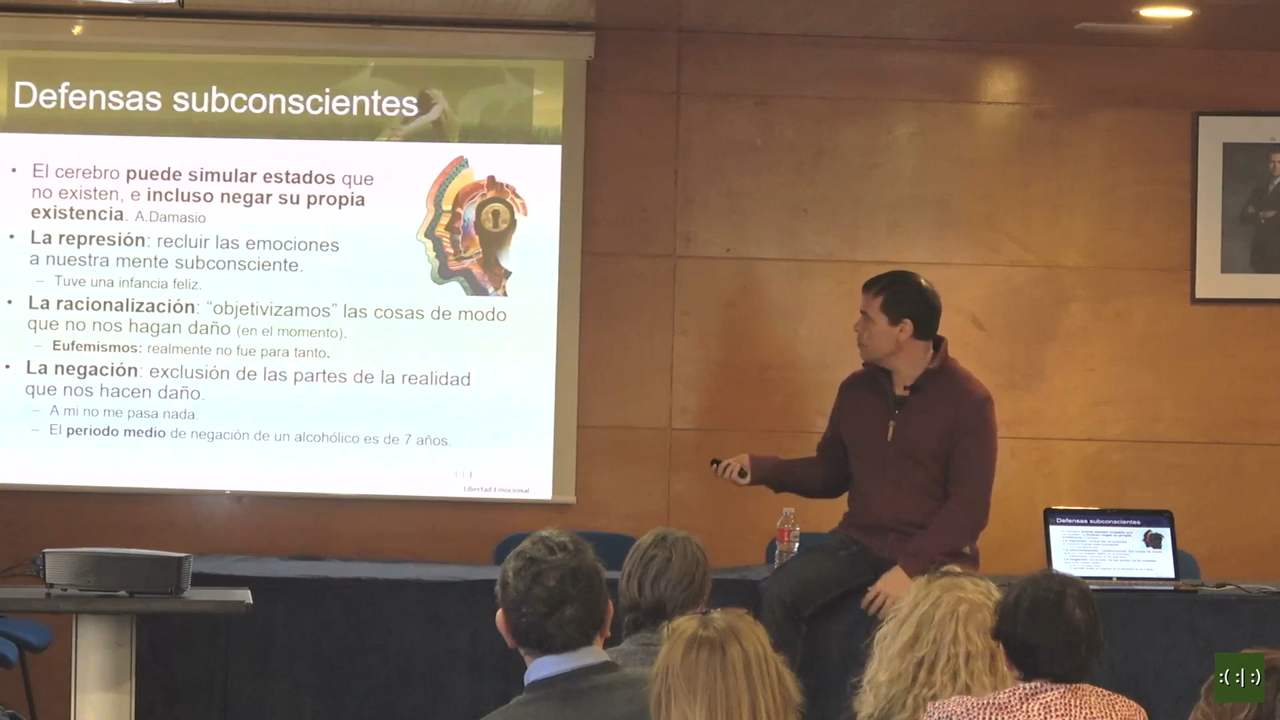 Defensas subconscientes
• El cerebro puede simular estados que
no existen, e incluso negar su propia
existencia. A.Damasio
• La represión: recluir las emociones
a nuestra mente subconsciente.
– Tuve una infancia feliz.
• La racionalización: “objetivizamos” las cosas de modo
que no nos hagan daño (en el momento).
– Eufemismos: realmente no fue para tanto.
• La negación: exclusión de las partes de la realidad
que nos hacen daño.
– A mi no me pasa nada.
– El periodo medio de negación de un alcohólico es de 7 años.
Libertad Emocional
Defensas subconscientes
:( :| :)